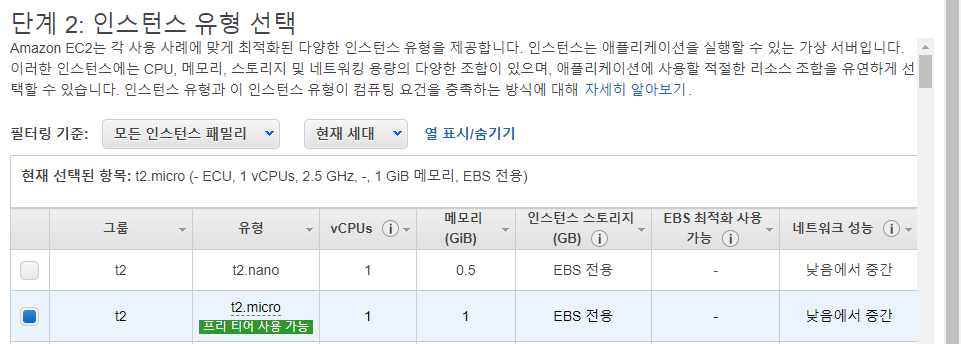 단계 2: 인스턴스 유형 선택
Amazon EC2는 각 사용 사례에 맞게 최적화된 다양한 인스턴스 유형을 제공합니다. 인스턴스는 애플리케이션을 실행할 수 있는 가상 서버입니다.
이러한 인스턴스에는 CPU, 메모리, 스토리지 및 네트워킹 용량의 다양한 조합이 있으며, 애플리케이션에 사용할 적절한 리소스 조합을 유연하게 선
택할 수 있습니다. 인스턴스 유형과 이 인스턴스 유형이 컴퓨팅 요건을 충족하는 방식에 대해 자세히 알아보기.
필터링 기준: 모든 인스턴스 패밀리 현재 세대 열 표시/숨기기
현재 선택된 항목: t2.micro (- ECU, 1 vCPUs, 2.5 GHz, -, 1 GiB 메모리, EBS 전용)
그룹 유형 vCPUs 메모리 (GiB) 인스턴스 스토리지 (GB) EBS 최적화 사용 가능 네트워크 성능
t2 t2.nano 1 0.5 EBS 전용 - 낮음에서 중간
t2 t2.micro 1 1 EBS 전용 - 낮음에서 중간
프리 티어 사용 가능